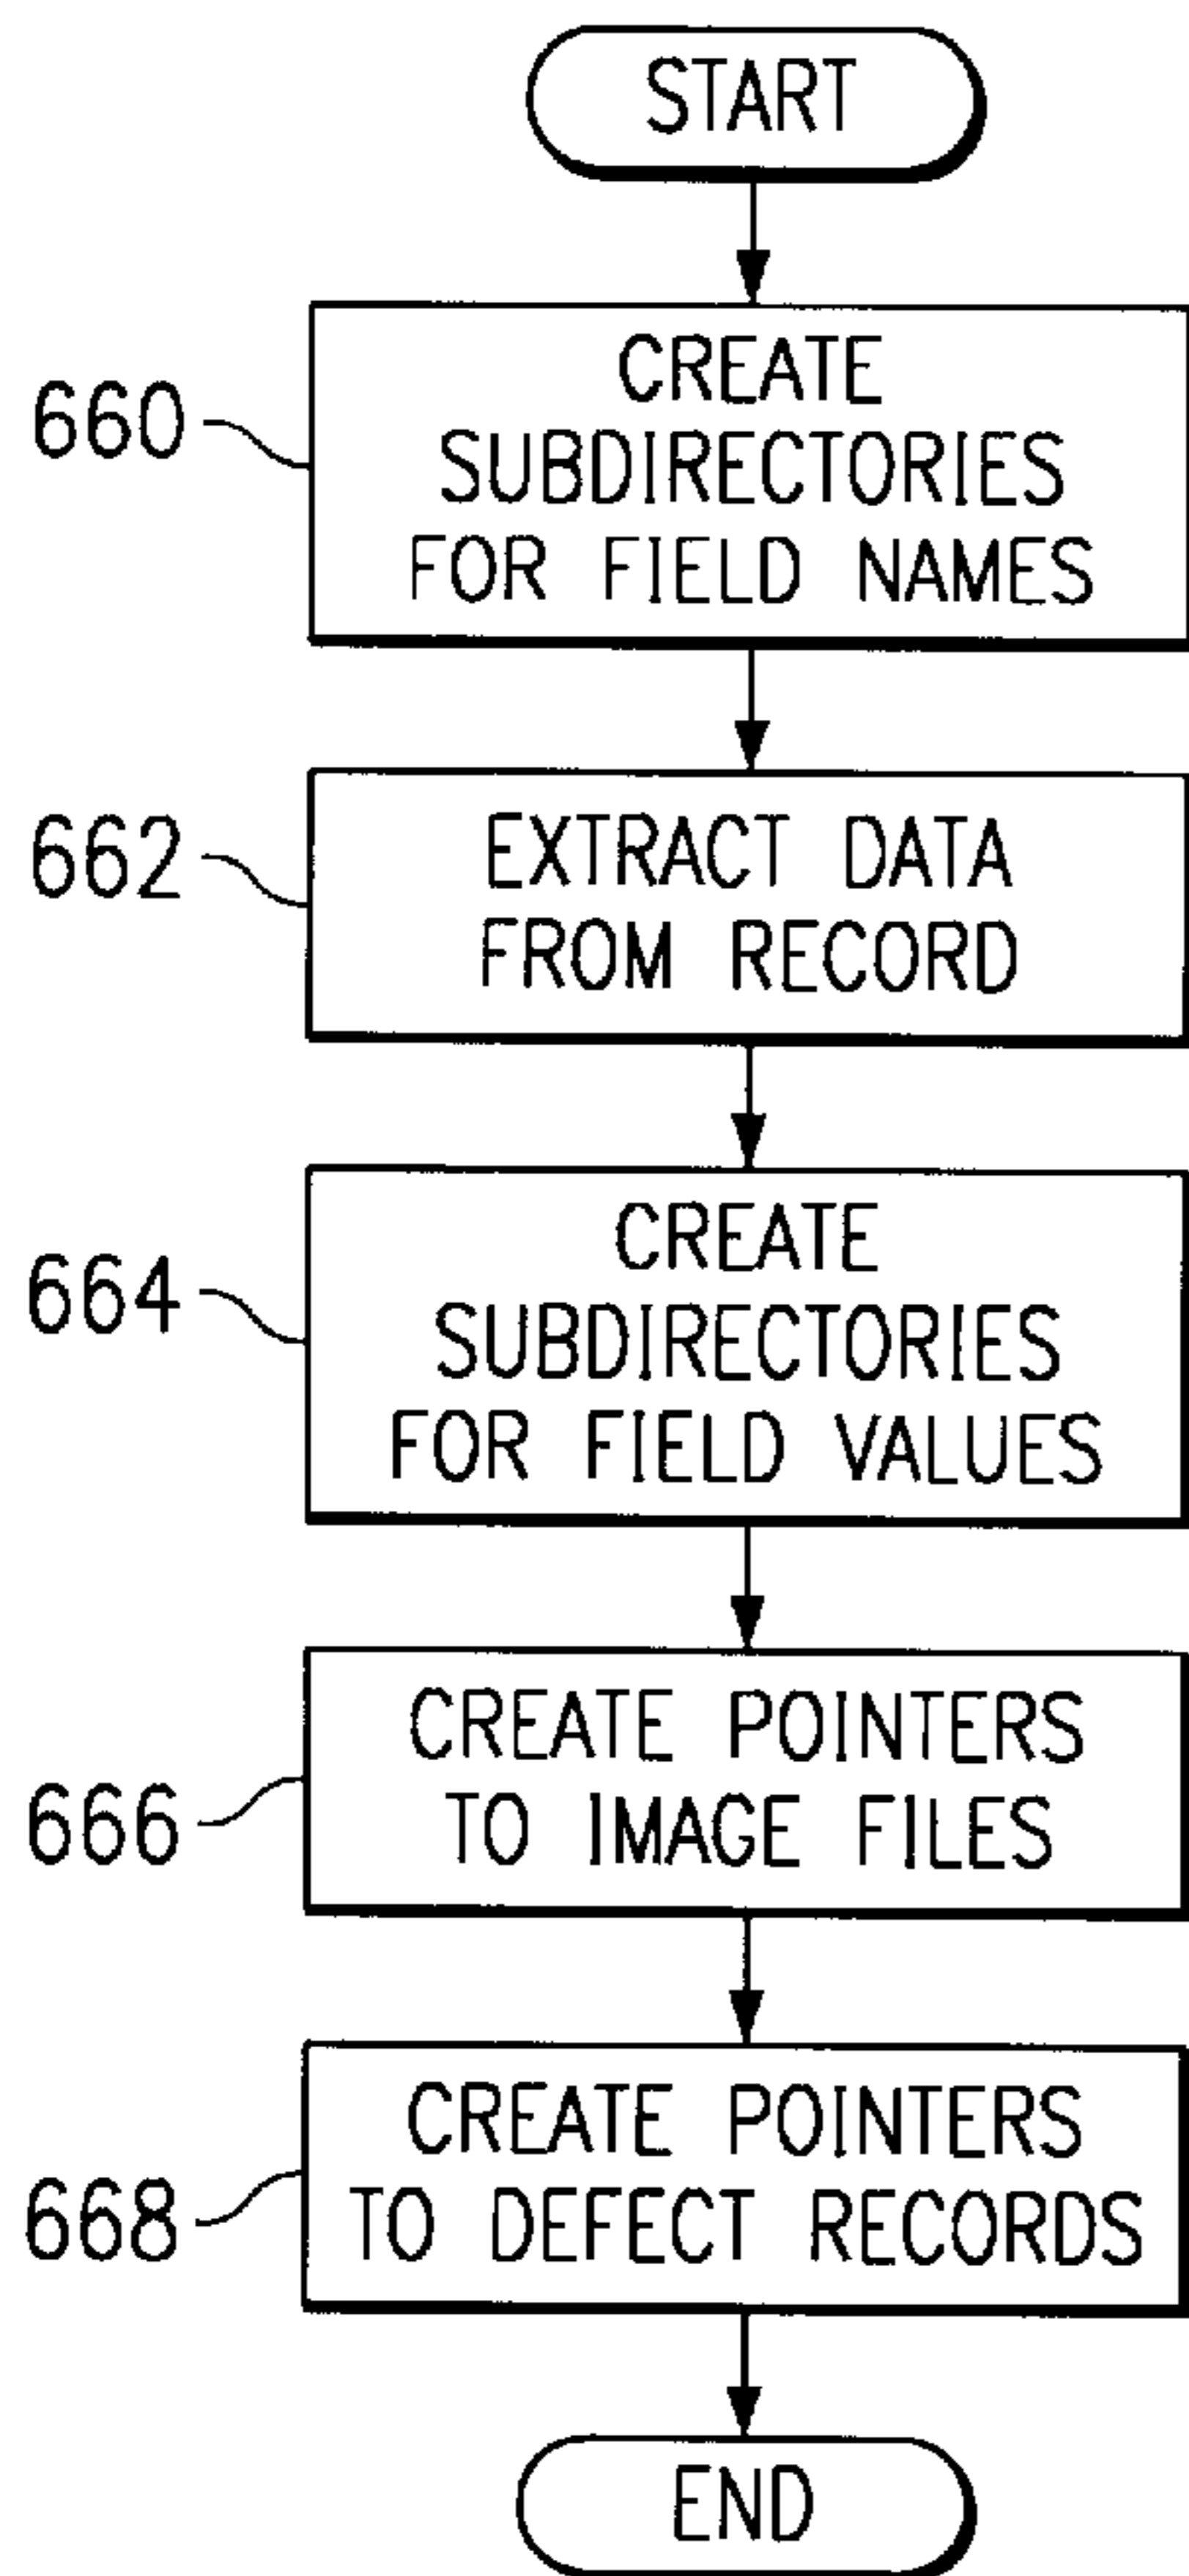 START
660
CREATE
SUBDIRECTORIES
FOR FIELD NAMES
662
EXTRACT DATA
FROM RECORD
664
CREATE
SUBDIRECTORIES
FOR FIELD VALUES
666
CREATE POINTERS
TO IMAGE FILES
668
CREATE POINTERS
TO DEFECT RECORDS
END